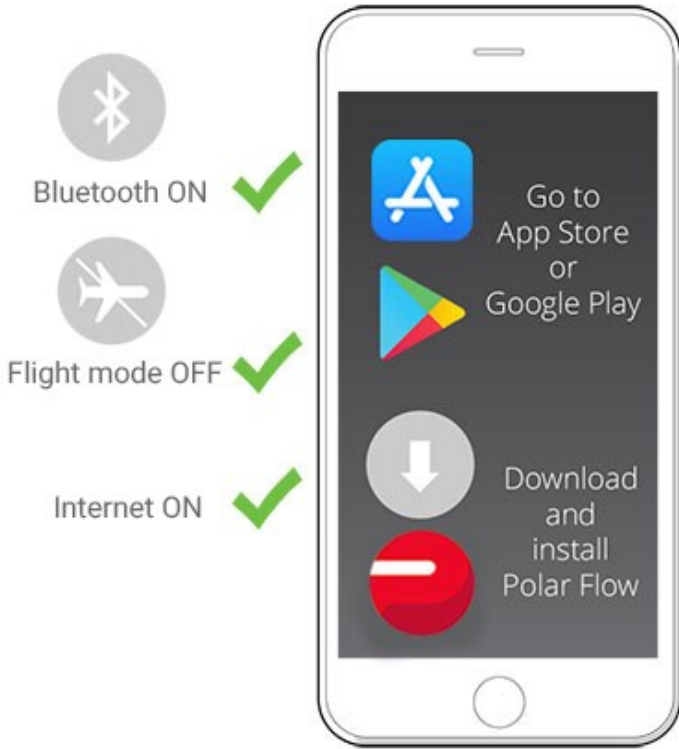 Bluetooth ON
Flight mode OFF
Internet ON
Go to
App Store
or
Google Play
Download
and
install
Polar Flow